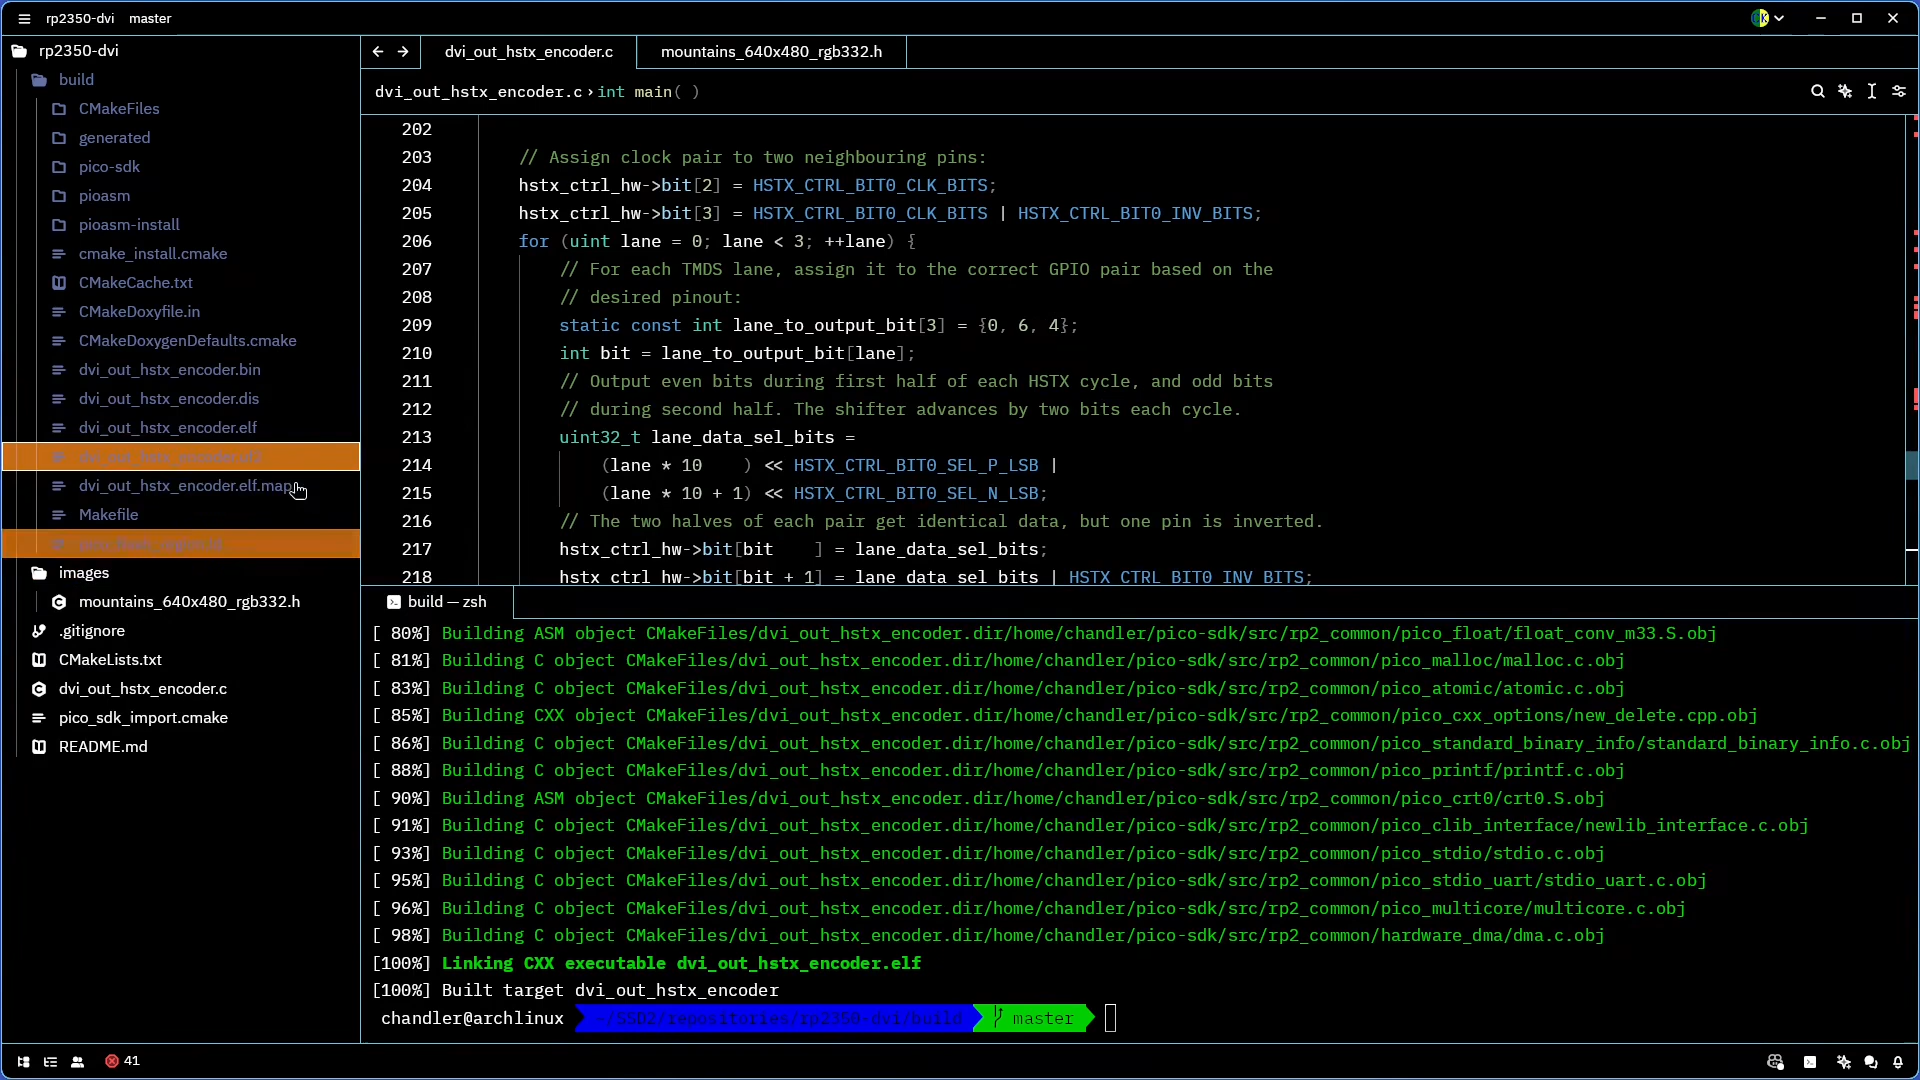 rp2350-dvi master
rp2350-dvi
build
CMakeFiles
generated
pico-sdk
pioasm
pioasm-install
cmake_install.cmake
CMakeCache.txt
CMakeDoxyfile.in
CMakeDoxygenDefaults.cmake
dvi_out_hstx_encoder.bin
dvi_out_hstx_encoder.dis
dvi_out_hstx_encoder.elf
dvi_out_hstx_encoder.elf.map
Makefile
images
mountains_640x480_rgb332.h
.gitignore
CMakeLists.txt
dvi_out_hstx_encoder.c
pico_sdk_import.cmake
README.md
dvi_out_hstx_encoder.c
mountains_640x480_rgb332.h
dvi_out_hstx_encoder.c › int main( )
202
203 // Assign clock pair to two neighbouring pins:
204 hstx_ctrl_hw->bit[2] = HSTX_CTRL_BIT0_CLK_BITS;
205 hstx_ctrl_hw->bit[3] = HSTX_CTRL_BIT0_CLK_BITS | HSTX_CTRL_BIT0_INV_BITS;
206 for (uint lane = 0; lane < 3; ++lane) {
207 // For each TMDS lane, assign it to the correct GPIO pair based on the
208 // desired pinout:
209 static const int lane_to_output_bit[3] = {0, 6, 4};
210 int bit = lane_to_output_bit[lane];
211 // Output even bits during first half of each HSTX cycle, and odd bits
212 // during second half. The shifter advances by two bits each cycle.
213 uint32_t lane_data_sel_bits =
214 (lane * 10    ) << HSTX_CTRL_BIT0_SEL_P_LSB |
215 (lane * 10 + 1) << HSTX_CTRL_BIT0_SEL_N_LSB;
216 // The two halves of each pair get identical data, but one pin is inverted.
217 hstx_ctrl_hw->bit[bit    ] = lane_data_sel_bits;
218 hstx_ctrl_hw->bit[bit + 1] = lane_data_sel_bits | HSTX_CTRL_BIT0_INV_BITS;
build — zsh
[ 80%] Building ASM object CMakeFiles/dvi_out_hstx_encoder.dir/home/chandler/pico-sdk/src/rp2_common/pico_float/float_conv_m33.S.obj
[ 81%] Building C object CMakeFiles/dvi_out_hstx_encoder.dir/home/chandler/pico-sdk/src/rp2_common/pico_malloc/malloc.c.obj
[ 83%] Building C object CMakeFiles/dvi_out_hstx_encoder.dir/home/chandler/pico-sdk/src/rp2_common/pico_atomic/atomic.c.obj
[ 85%] Building CXX object CMakeFiles/dvi_out_hstx_encoder.dir/home/chandler/pico-sdk/src/rp2_common/pico_cxx_options/new_delete.cpp.obj
[ 86%] Building C object CMakeFiles/dvi_out_hstx_encoder.dir/home/chandler/pico-sdk/src/rp2_common/pico_standard_binary_info/standard_binary_info.c.obj
[ 88%] Building C object CMakeFiles/dvi_out_hstx_encoder.dir/home/chandler/pico-sdk/src/rp2_common/pico_printf/printf.c.obj
[ 90%] Building ASM object CMakeFiles/dvi_out_hstx_encoder.dir/home/chandler/pico-sdk/src/rp2_common/pico_crt0/crt0.S.obj
[ 91%] Building C object CMakeFiles/dvi_out_hstx_encoder.dir/home/chandler/pico-sdk/src/rp2_common/pico_clib_interface/newlib_interface.c.obj
[ 93%] Building C object CMakeFiles/dvi_out_hstx_encoder.dir/home/chandler/pico-sdk/src/rp2_common/pico_stdio/stdio.c.obj
[ 95%] Building C object CMakeFiles/dvi_out_hstx_encoder.dir/home/chandler/pico-sdk/src/rp2_common/pico_stdio_uart/stdio_uart.c.obj
[ 96%] Building C object CMakeFiles/dvi_out_hstx_encoder.dir/home/chandler/pico-sdk/src/rp2_common/pico_multicore/multicore.c.obj
[ 98%] Building C object CMakeFiles/dvi_out_hstx_encoder.dir/home/chandler/pico-sdk/src/rp2_common/hardware_dma/dma.c.obj
[100%] Linking CXX executable dvi_out_hstx_encoder.elf
[100%] Built target dvi_out_hstx_encoder
chandler@archlinux ~/SSD2/repositories/rp2350-dvi/build master
41